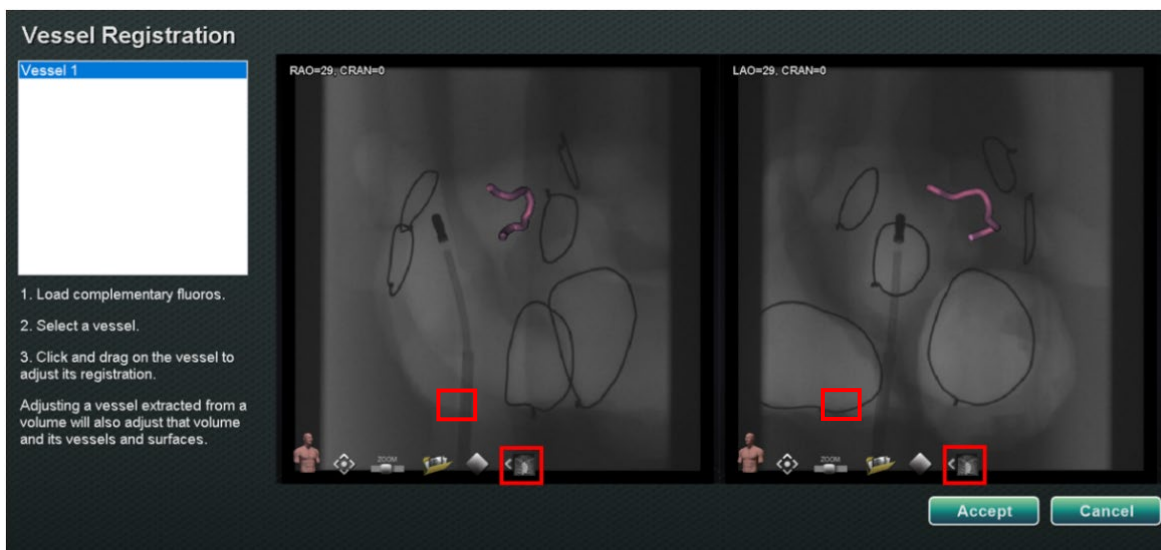 Vessel Registration
Vessel 1
1. Load complementary fluoros.
2. Select a vessel.
3. Click and drag on the vessel to
adjust its registration.
Adjusting a vessel extracted from a
volume will also adjust that volume
and its vessels and surfaces.
RAO=29, CRAN=0
ZOOM
LAO=29, CRAN=0
ZOOM
Accept
Cancel